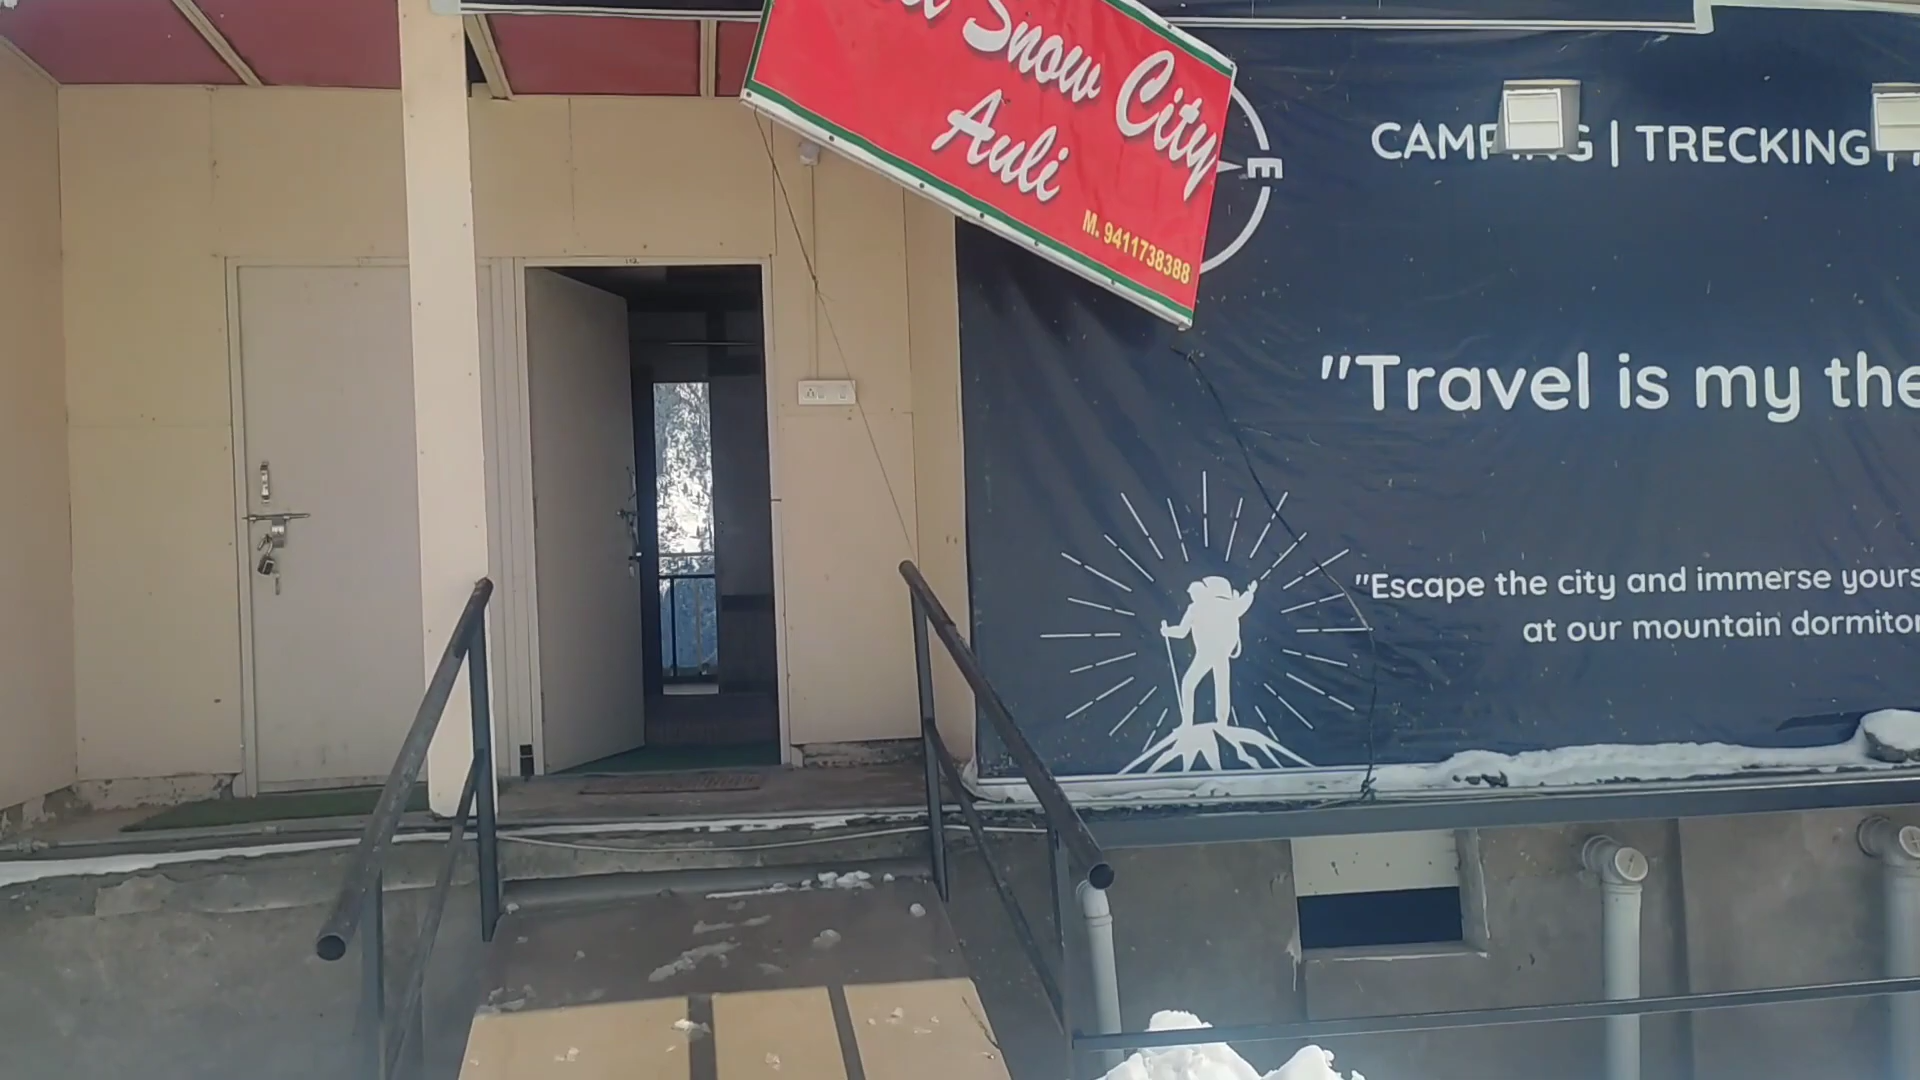 Snow City
Auli
M. 9411738388
E
CAMPING | TRECKING
"Travel is my the
"Escape the city and immerse yours
at our mountain dormitor